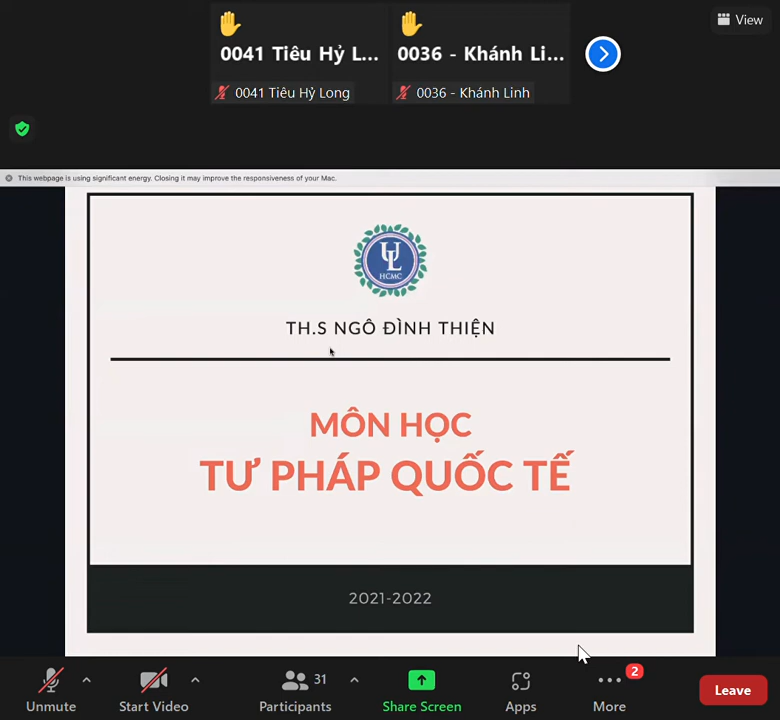 View
0041 Tiêu Hỷ L...
0036 - Khánh Li...
0041 Tiêu Hỷ Long
0036 - Khánh Linh
This webpage is using significant energy. Closing it may improve the responsiveness of your Mac.
UL
HCMC
TH.S NGÔ ĐÌNH THIỆN
MÔN HỌC
TƯ PHÁP QUỐC TẾ
2021-2022
31
2
Unmute
Start Video
Participants
Share Screen
Apps
More
Leave